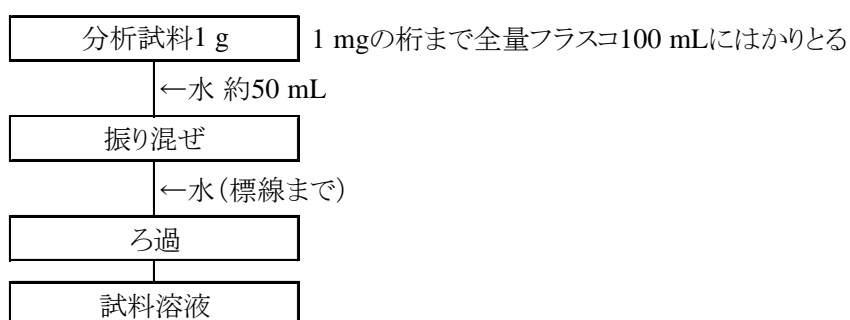 分析試料1 g
1 mgの桁まで全量フラスコ100 mLにはかりとる
←水 約50 mL
振り混ぜ
←水（標線まで）
ろ過
試料溶液